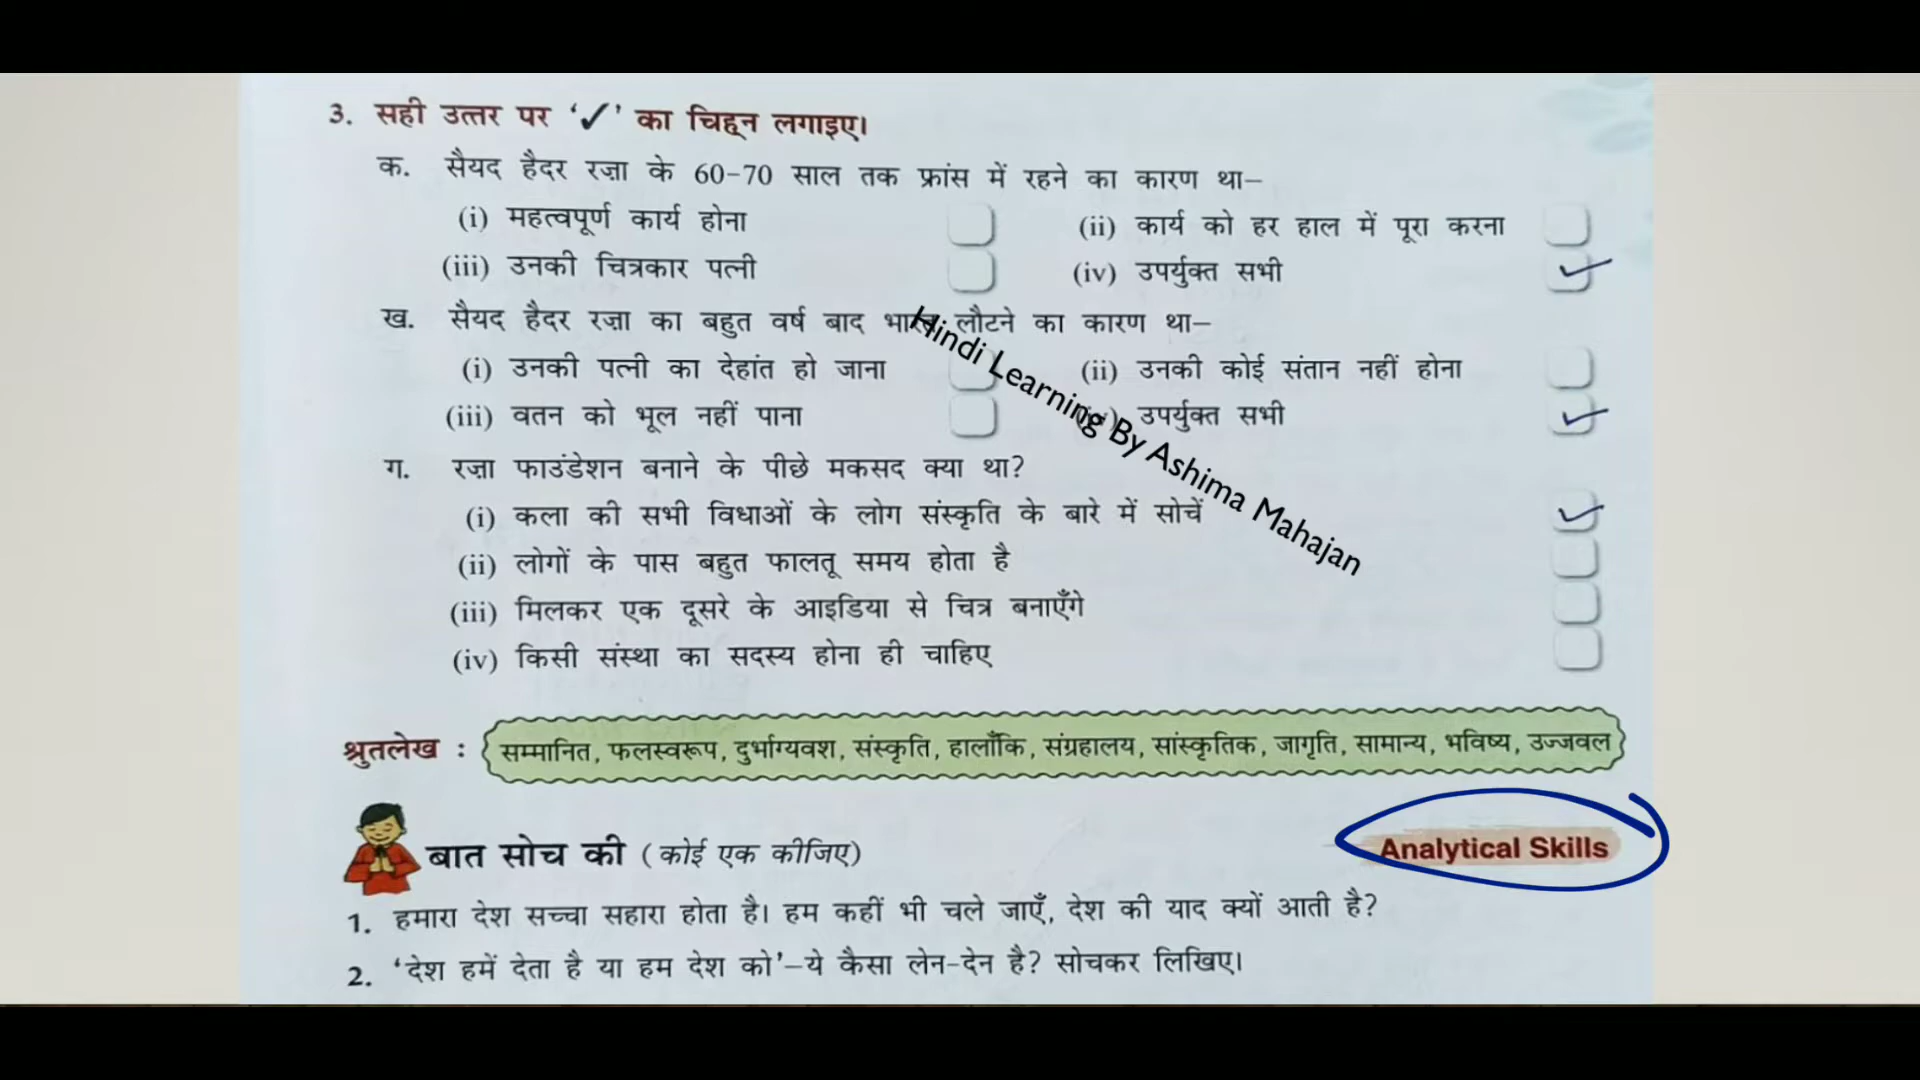 3. सही उत्तर पर ‘✓’ का चिह्न लगाइए।
क. सैयद हैदर रज़ा के 60-70 साल तक फ्रांस में रहने का कारण था–
(i) महत्वपूर्ण कार्य होना (ii) कार्य को हर हाल में पूरा करना
(iii) उनकी चित्रकार पत्नी (iv) उपर्युक्त सभी ✓
ख. सैयद हैदर रज़ा का बहुत वर्ष बाद भारत लौटने का कारण था–
(i) उनकी पत्नी का देहांत हो जाना (ii) उनकी कोई संतान नहीं होना
(iii) वतन को भूल नहीं पाना (iv) उपर्युक्त सभी ✓
ग. रज़ा फाउंडेशन बनाने के पीछे मकसद क्या था?
(i) कला की सभी विधाओं के लोग संस्कृति के बारे में सोचें ✓
(ii) लोगों के पास बहुत फालतू समय होता है
(iii) मिलकर एक दूसरे के आइडिया से चित्र बनाएँगे
(iv) किसी संस्था का सदस्य होना ही चाहिए
Hindi Learning By Ashima Mahajan
श्रुतलेख : सम्मानित, फलस्वरूप, दुर्भाग्यवश, संस्कृति, हालाँकि, संग्रहालय, सांस्कृतिक, जागृति, सामान्य, भविष्य, उज्जवल
बात सोच की (कोई एक कीजिए) Analytical Skills
1. हमारा देश सच्चा सहारा होता है। हम कहीं भी चले जाएँ, देश की याद क्यों आती है?
2. ‘देश हमें देता है या हम देश को’–ये कैसा लेन-देन है? सोचकर लिखिए।